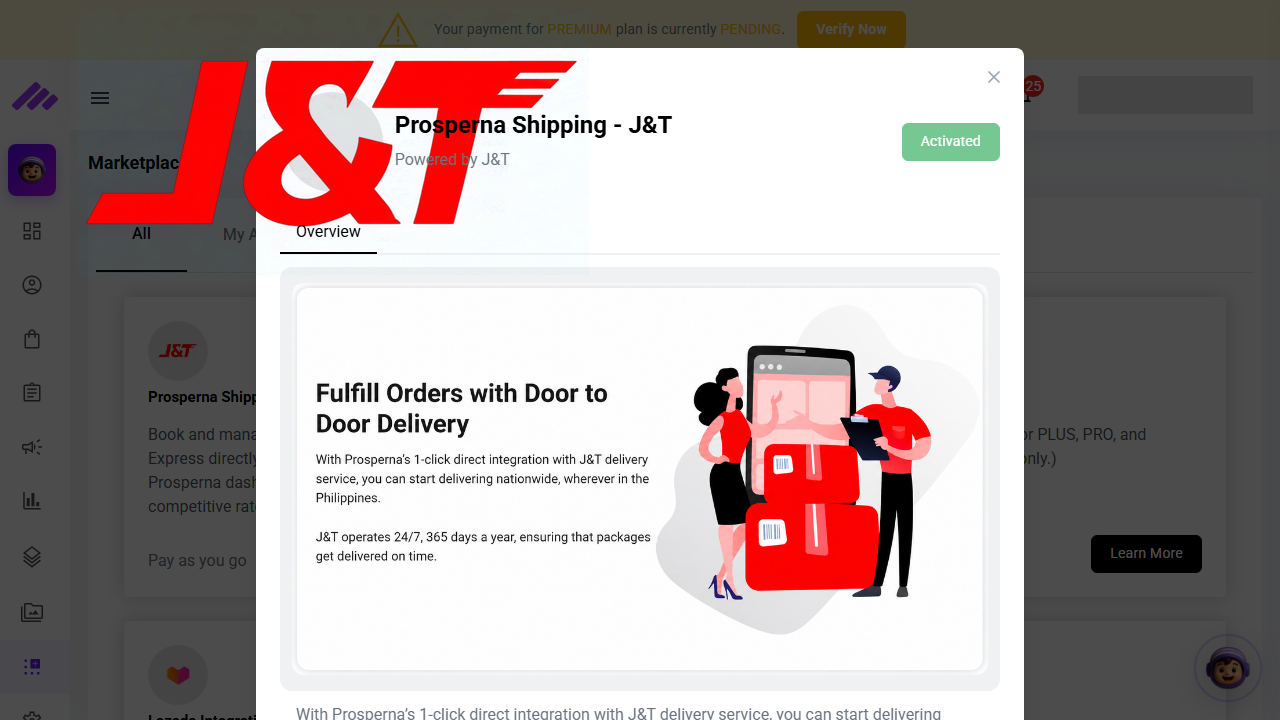 Your payment for PREMIUM plan is currently PENDING.
Verify Now
25
J&T
Prosperna Shipping - J&T
Powered by J&T
Activated
Marketplac
All
My A
Overview
J&T
Prosperna Shipp
Book and mana
Express directly
Prosperna dash
competitive rat
Pay as you go
Fulfill Orders with Door to
Door Delivery
With Prosperna's 1-click direct integration with J&T delivery
service, you can start delivering nationwide, wherever in the
Philippines.
J&T operates 24/7, 365 days a year, ensuring that packages
get delivered on time.
or PLUS, PRO, and
only.)
Learn More
With Prosperna's 1-click direct integration with J&T delivery service, you can start delivering